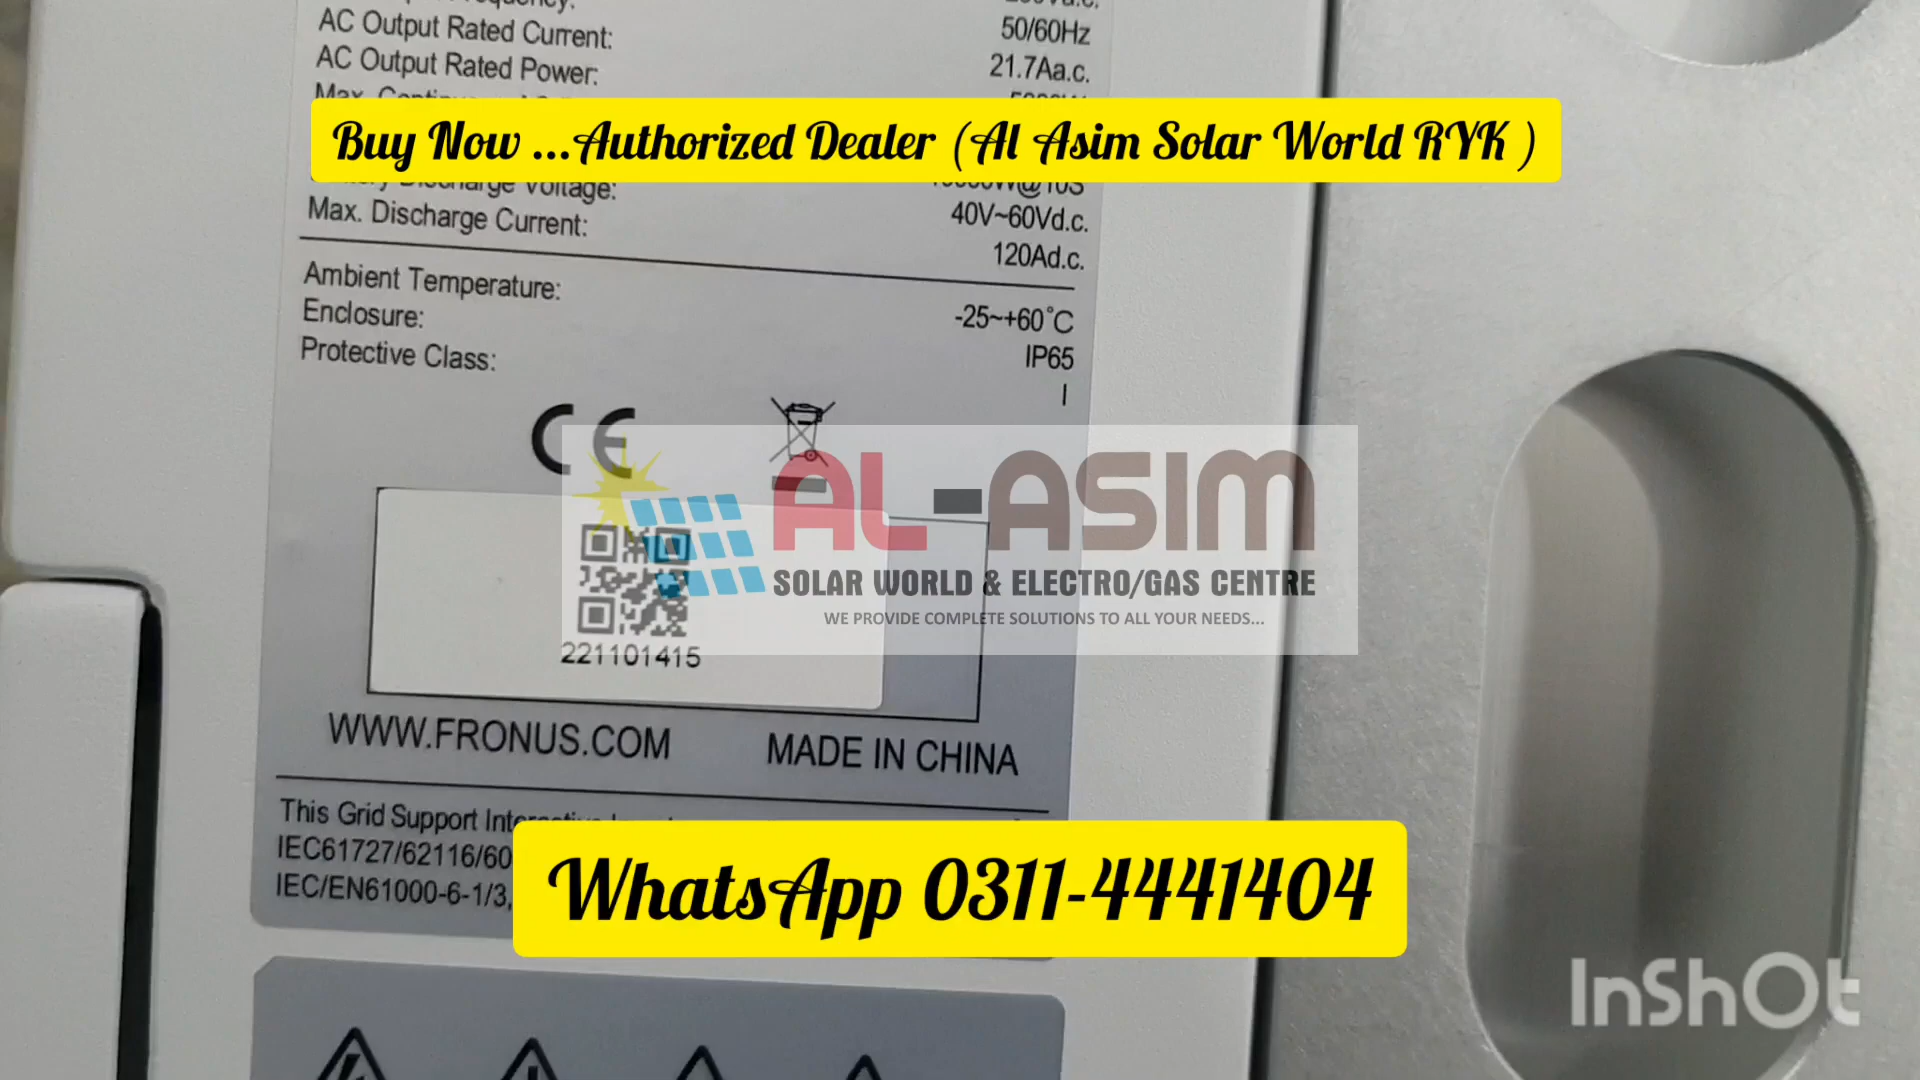 AC Output Rated Current: 50/60Hz
AC Output Rated Power: 21.7Aa.c.
Buy Now ...Authorized Dealer (Al Asim Solar World RYK )
Discharge Voltage:
Max. Discharge Current: 40V~60Vd.c.
120Ad.c.
Ambient Temperature:
Enclosure: -25~+60°C
Protective Class: IP65
I
CE
AL-ASIM
SOLAR WORLD & ELECTRO/GAS CENTRE
WE PROVIDE COMPLETE SOLUTIONS TO ALL YOUR NEEDS...
221101415
WWW.FRONUS.COM MADE IN CHINA
This Grid Support
IEC61727/62116/60
IEC/EN61000-6-1/3,
WhatsApp 0311-4441404
InShOt